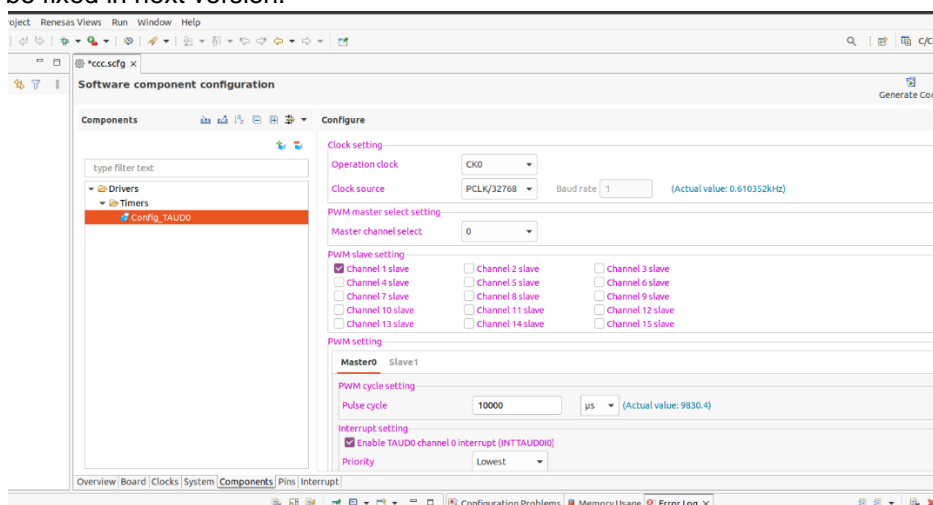 be fixed in next version.
oject Renesas Views Run Window Help
C/C
*ccc.scfg
Software component configuration
Generate Co
Components
Configure
type filter text
Drivers
Timers
Config_TAUD0
Clock setting
Operation clock CK0
Clock source PCLK/32768 Baud rate 1 (Actual value: 0.610352kHz)
PWM master select setting
Master channel select 0
PWM slave setting
Channel 1 slave Channel 2 slave Channel 3 slave
Channel 4 slave Channel 5 slave Channel 6 slave
Channel 7 slave Channel 8 slave Channel 9 slave
Channel 10 slave Channel 11 slave Channel 12 slave
Channel 13 slave Channel 14 slave Channel 15 slave
PWM setting
Master0 Slave1
PWM cycle setting
Pulse cycle 10000 µs (Actual value: 9830.4)
Interrupt setting
Enable TAUD0 channel 0 interrupt (INTTAUD0I0)
Priority Lowest
Overview Board Clocks System Components Pins Interrupt
Configuration Problems Memory Usage Error Log